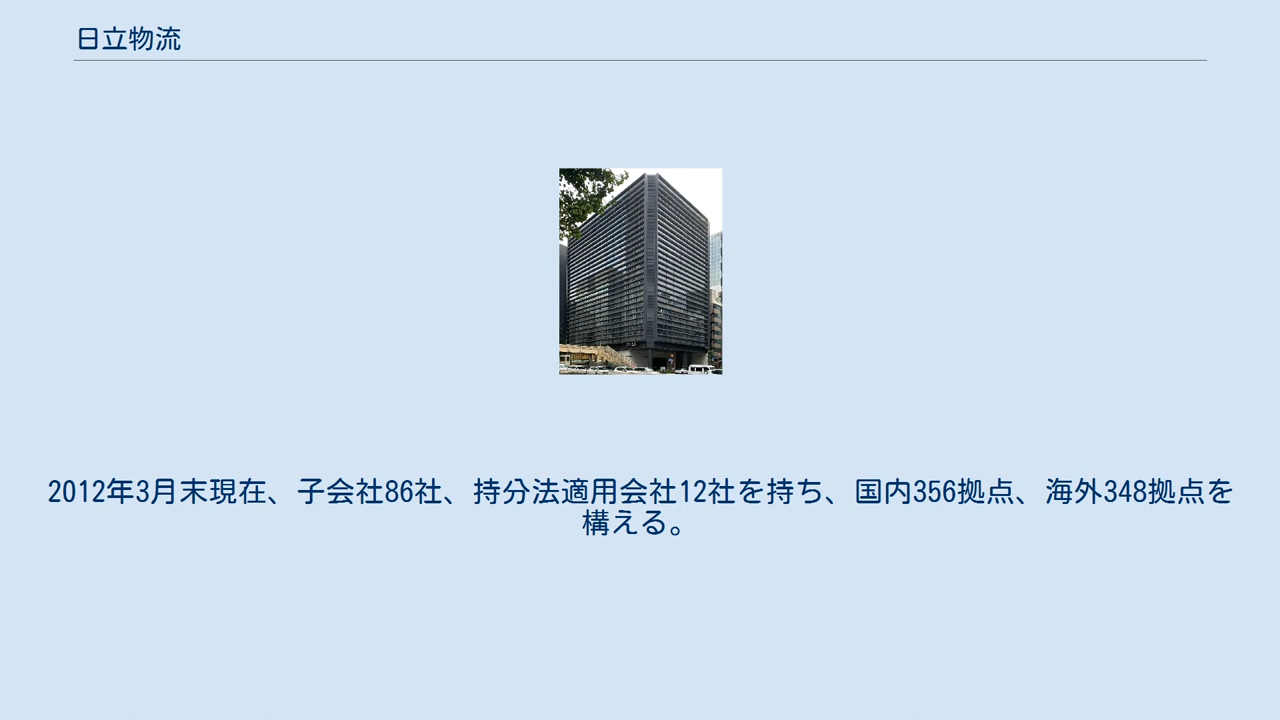 日立物流
2012年3月末現在、子会社86社、持分法適用会社12社を持ち、国内356拠点、海外348拠点を
構える。